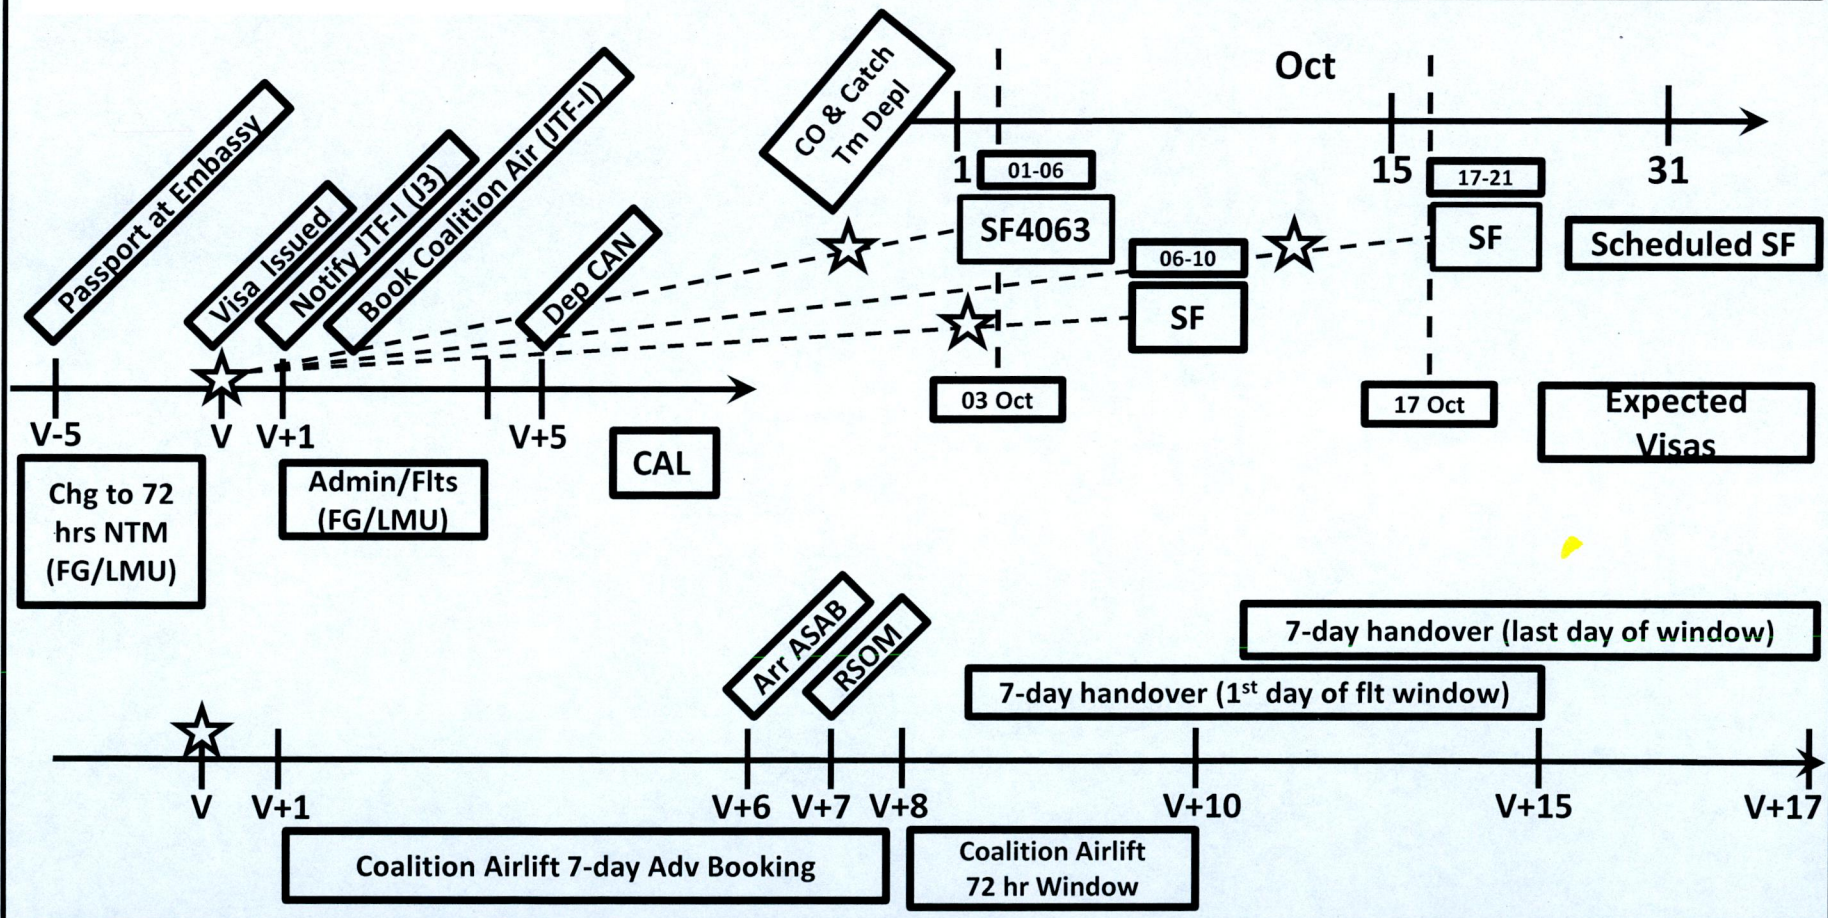 Passport at Embassy
Visa Issued
Notify JTF-I (J3)
Book Coalition Air (JTF-I)
Dep CAN
V-5
V
V+1
V+5
Chg to 72
hrs NTM
(FG/LMU)
Admin/Flts
(FG/LMU)
CAL
CO & Catch
Tm Depl
Oct
1
15
31
01-06
SF4063
06-10
SF
17-21
SF
Scheduled SF
03 Oct
17 Oct
Expected
Visas
Arr ASAB
RSOM
7-day handover (last day of window)
7-day handover (1st day of flt window)
V
V+1
V+6
V+7
V+8
V+10
V+15
V+17
Coalition Airlift 7-day Adv Booking
Coalition Airlift
72 hr Window